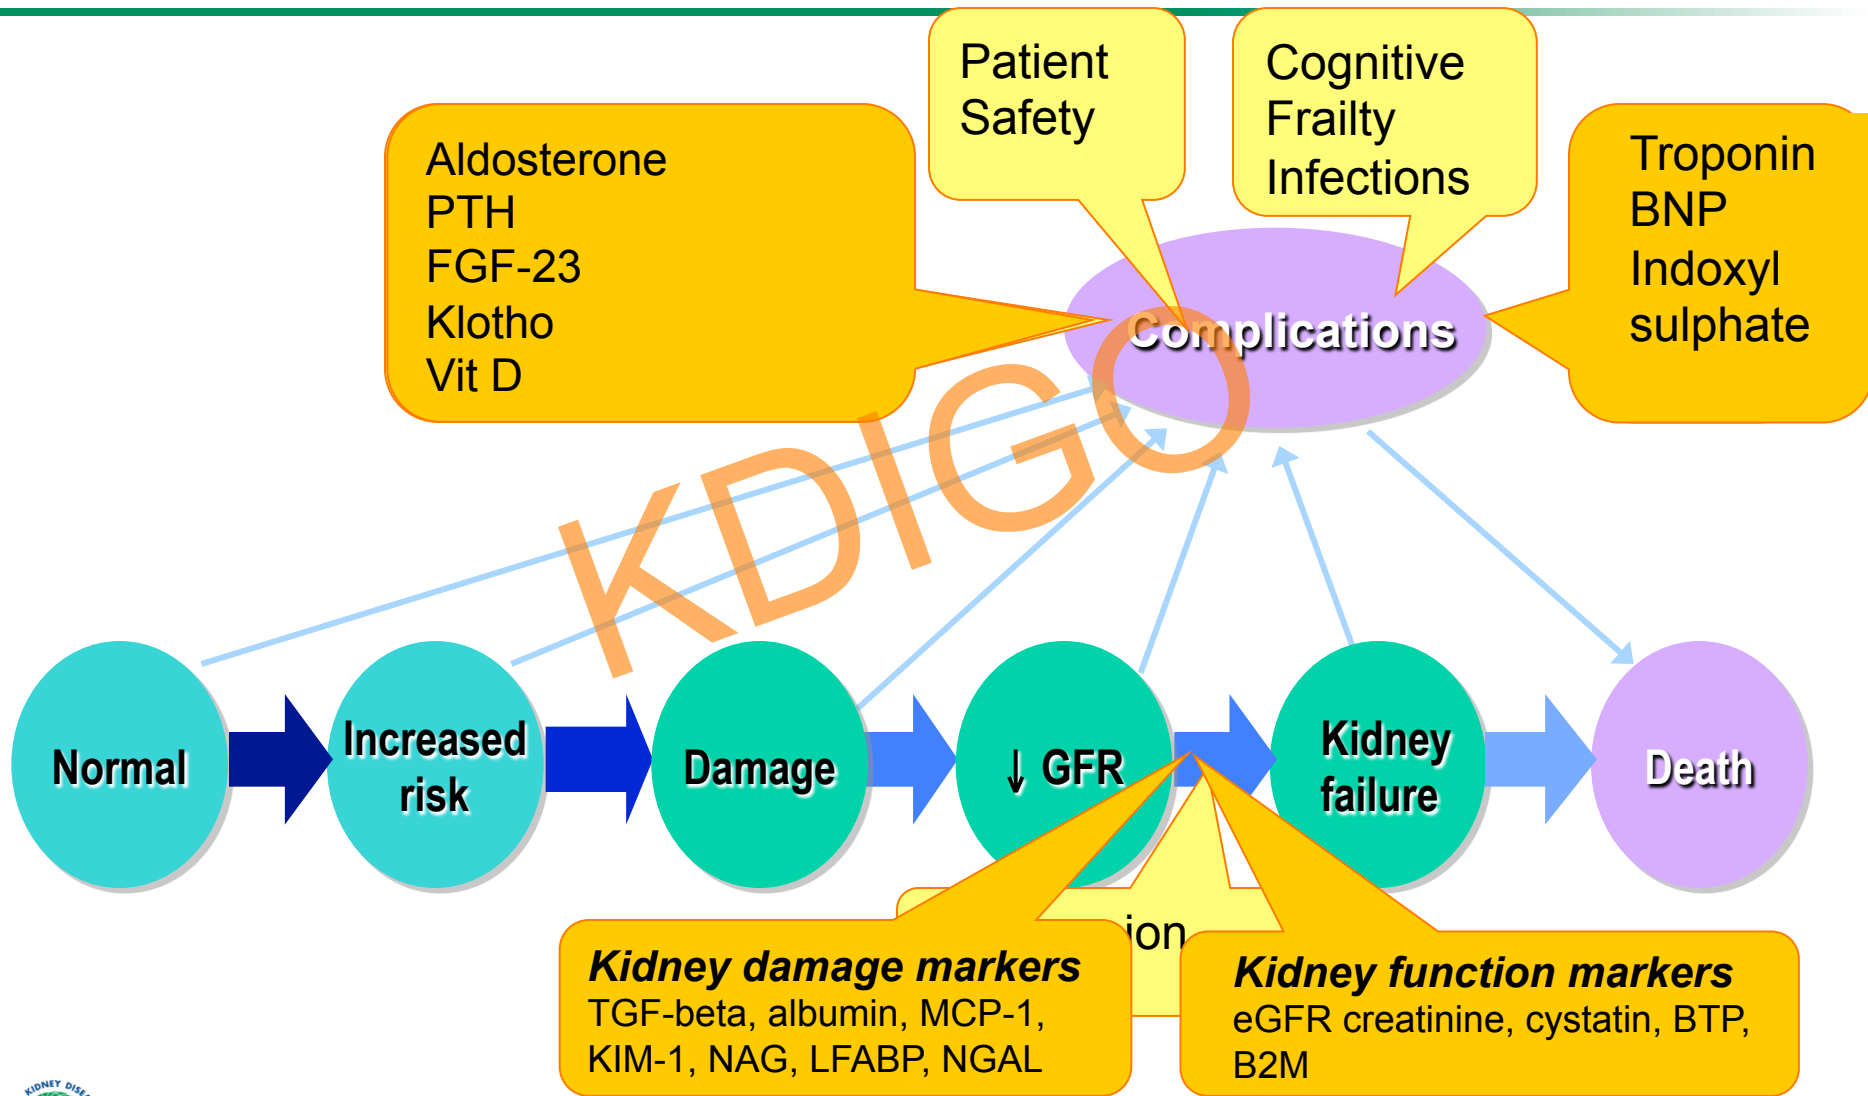 Patient
Safety
Cognitive
Frailty
Infections
Aldosterone
PTH
FGF-23
Klotho
Vit D
Troponin
BNP
Indoxyl
sulphate
Complications
KDIGO
Normal
Increased
risk
Damage
↓ GFR
Kidney
failure
Death
Kidney damage markers
TGF-beta, albumin, MCP-1,
KIM-1, NAG, LFABP, NGAL
Kidney function markers
eGFR creatinine, cystatin, BTP,
B2M
KIDNEY